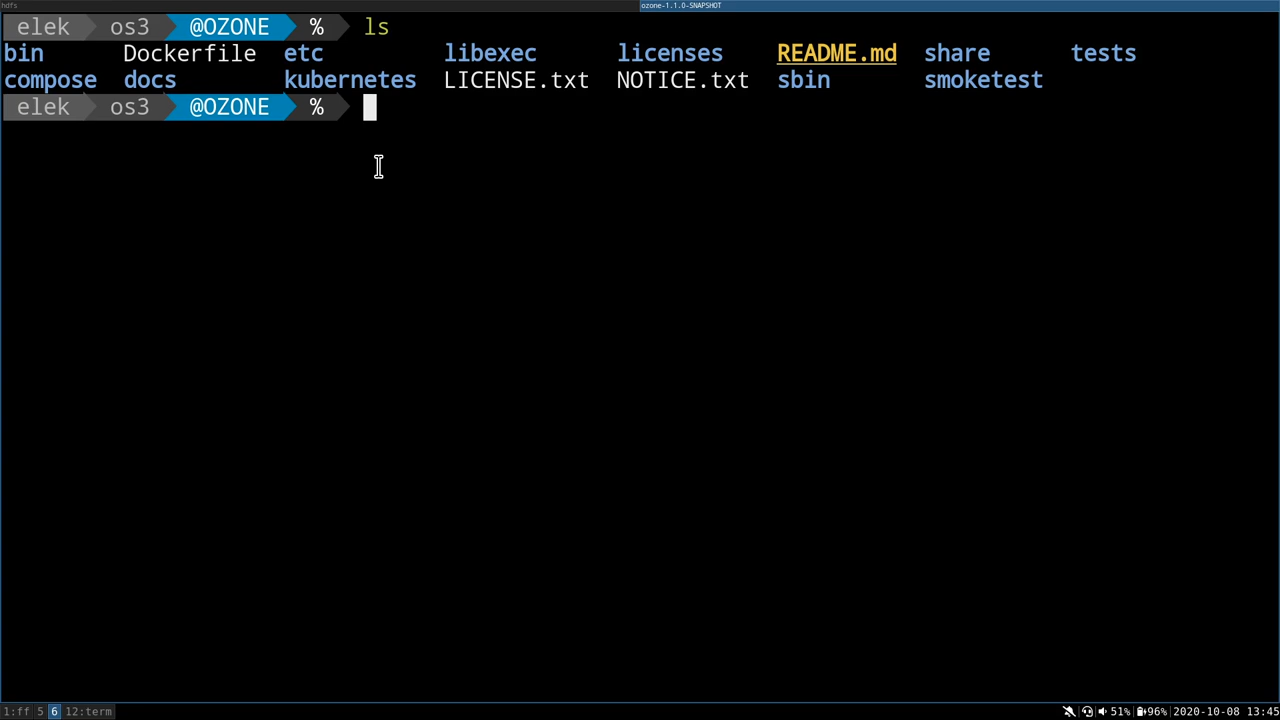 hdfs ozone-1.1.0-SNAPSHOT
elek os3 @OZONE % ls
bin Dockerfile etc libexec licenses README.md share tests
compose docs kubernetes LICENSE.txt NOTICE.txt sbin smoketest
elek os3 @OZONE %
1:ff 5 6 12:term 51% 96% 2020-10-08 13:45